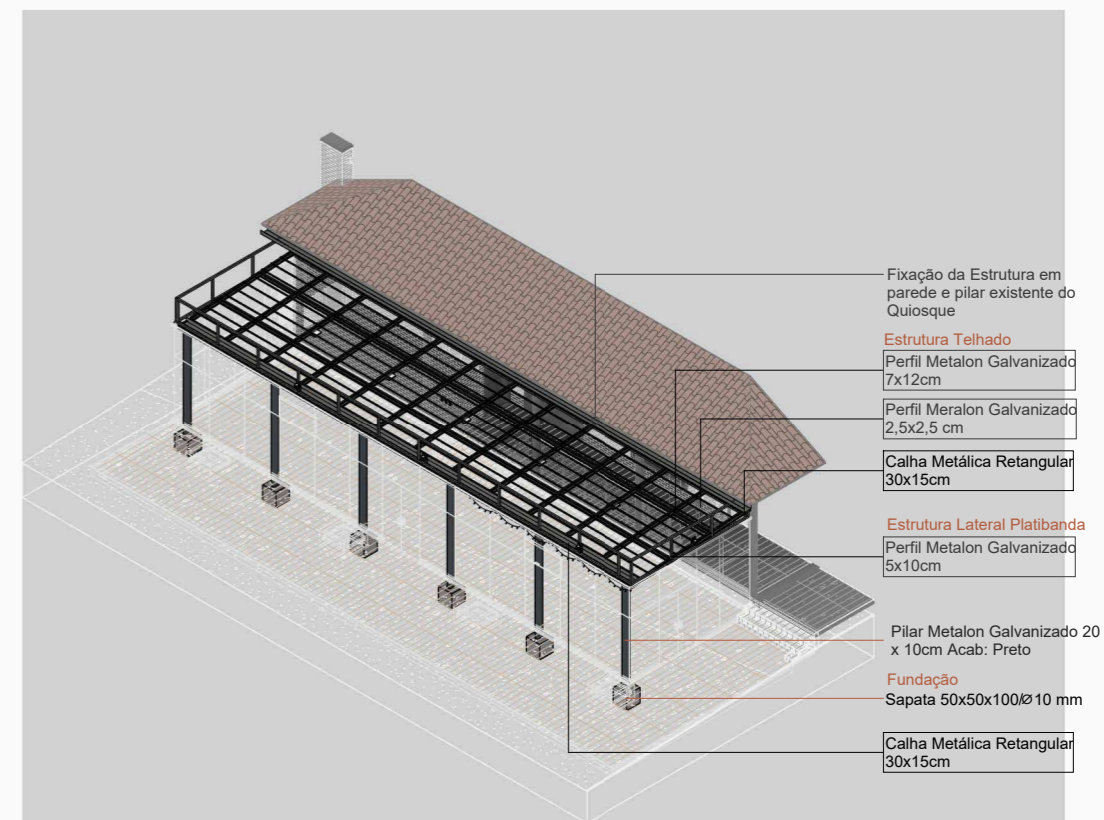 Fixação da Estrutura em
parede e pilar existente do
Quiosque
Estrutura Telhado
Perfil Metalon Galvanizado
7x12cm
Perfil Meralon Galvanizado
2,5x2,5 cm
Calha Metálica Retangular
30x15cm
Estrutura Lateral Platibanda
Perfil Metalon Galvanizado
5x10cm
Pilar Metalon Galvanizado 20
x 10cm Acab: Preto
Fundação
Sapata 50x50x100/Ø10 mm
Calha Metálica Retangular
30x15cm